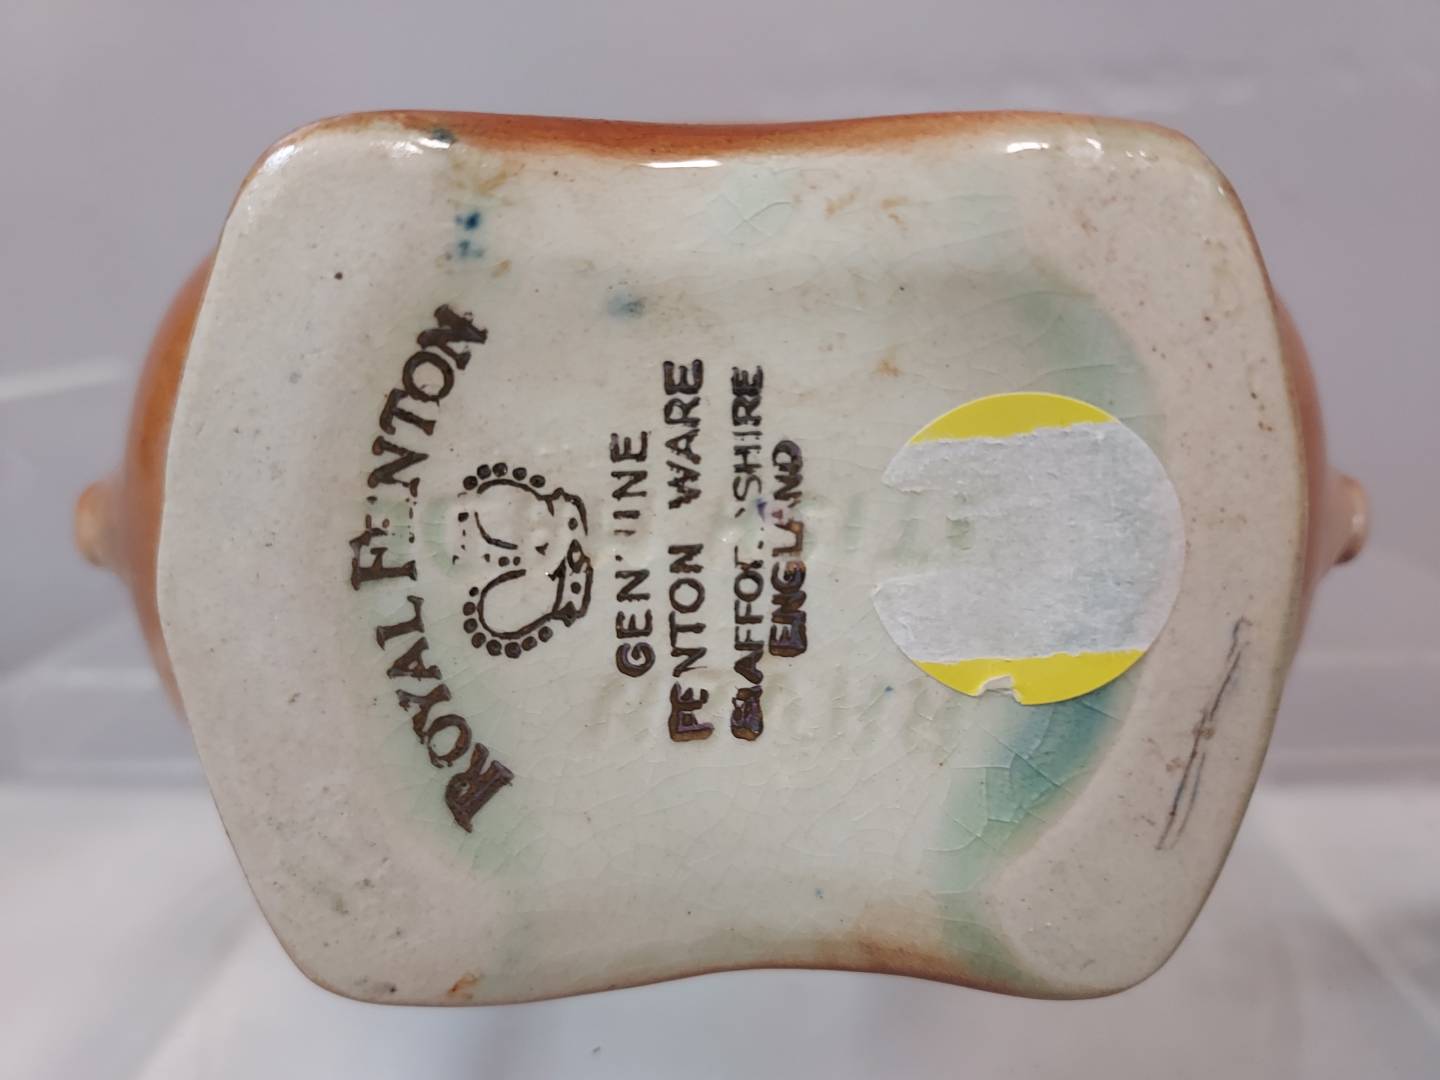 ROYAL FENTON
GENUINE
FENTON WARE
STAFFORDSHIRE
ENGLAND